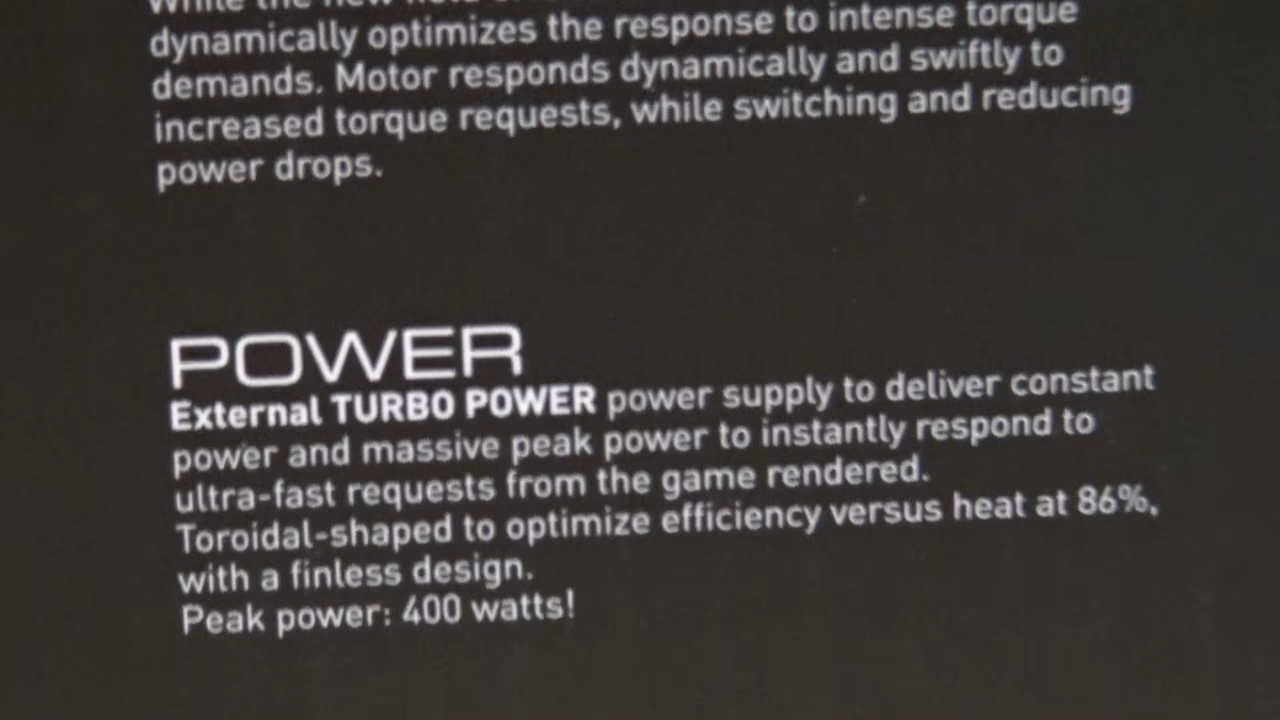 While the new
dynamically optimizes the response to intense torque
demands. Motor responds dynamically and swiftly to
increased torque requests, while switching and reducing
power drops.
POWER
External TURBO POWER power supply to deliver constant
power and massive peak power to instantly respond to
ultra-fast requests from the game rendered.
Toroidal-shaped to optimize efficiency versus heat at 86%,
with a finless design.
Peak power: 400 watts!